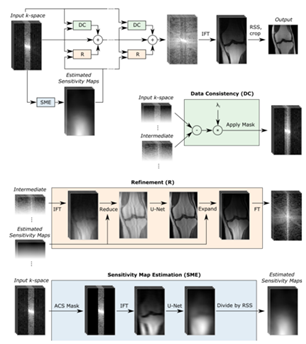 Input k-space
DC
DC
R
R
IFT
RSS,
crop
Output
Estimated
Sensitivity Maps
SME
Data Consistency (DC)
Input k-space
Intermediate
Apply Mask
Refinement (R)
Intermediate
IFT
Reduce
U-Net
Expand
FT
Estimated
Sensitivity Maps
Sensitivity Map Estimation (SME)
Input k-space
ACS Mask
IFT
U-Net
Divide by RSS
Estimated
Sensitivity Maps